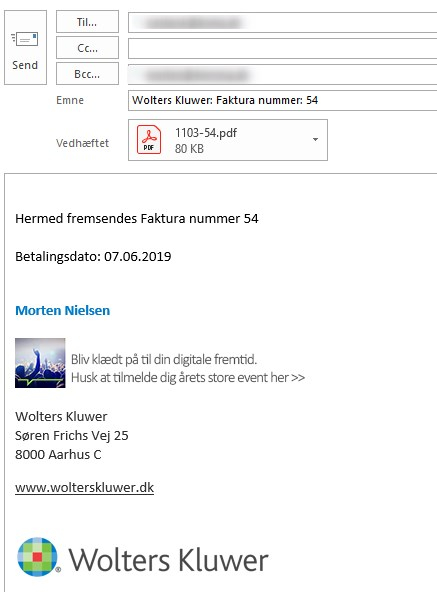 Til...
Send
Cc...
Bcc...
Emne
Wolters Kluwer: Faktura nummer: 54
Vedhæftet
PDF
1103-54.pdf
80 KB
Hermed fremsendes Faktura nummer 54
Betalingsdato: 07.06.2019
Morten Nielsen
Bliv klædt på til din digitale fremtid.
Husk at tilmelde dig årets store event her >>
Wolters Kluwer
Søren Frichs Vej 25
8000 Aarhus C
www.wolterskluwer.dk
® Wolters Kluwer